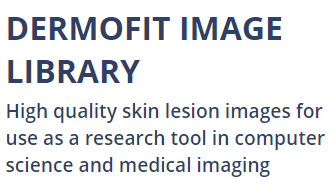 DERMOFIT IMAGE
LIBRARY
High quality skin lesion images for
use as a research tool in computer
science and medical imaging